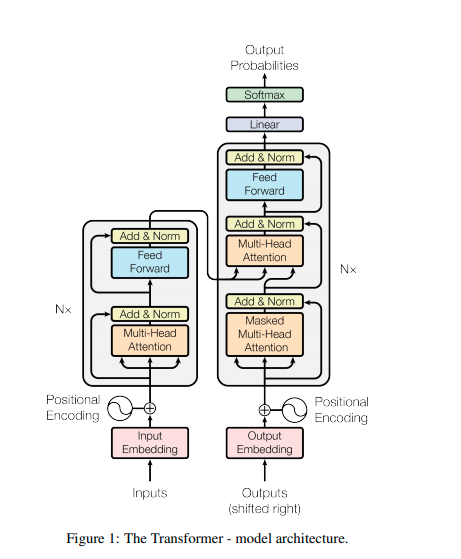 Output
Probabilities
Softmax
Linear
Add & Norm
Feed
Forward
Add & Norm
Multi-Head
Attention
Add & Norm
Masked
Multi-Head
Attention
N×
Positional
Encoding
Output
Embedding
Outputs
(shifted right)
Add & Norm
Feed
Forward
Add & Norm
Multi-Head
Attention
N×
Positional
Encoding
Input
Embedding
Inputs
Figure 1: The Transformer - model architecture.